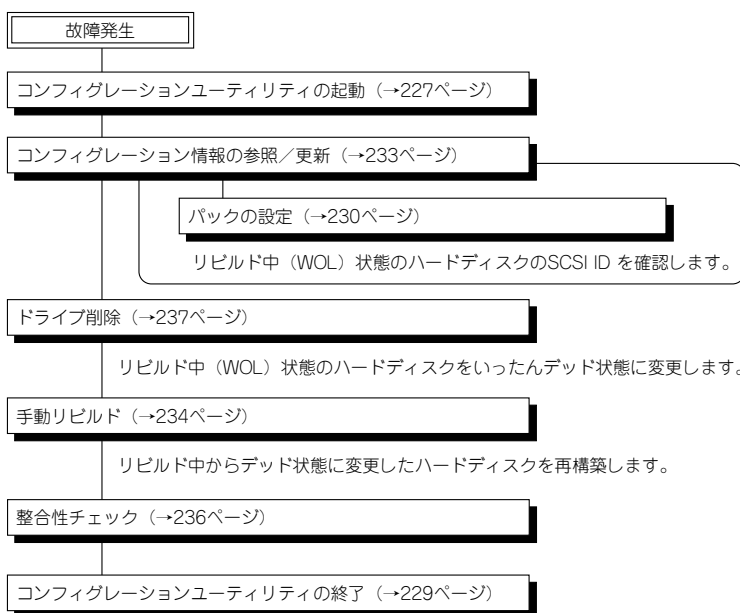 故障発生
コンフィグレーションユーティリティの起動（→227ページ）
コンフィグレーション情報の参照／更新（→233ページ）
パックの設定（→230ページ）
リビルド中（WOL）状態のハードディスクのSCSI ID を確認します。
ドライブ削除（→237ページ）
リビルド中（WOL）状態のハードディスクをいったんデッド状態に変更します。
手動リビルド（→234ページ）
リビルド中からデッド状態に変更したハードディスクを再構築します。
整合性チェック（→236ページ）
コンフィグレーションユーティリティの終了（→229ページ）